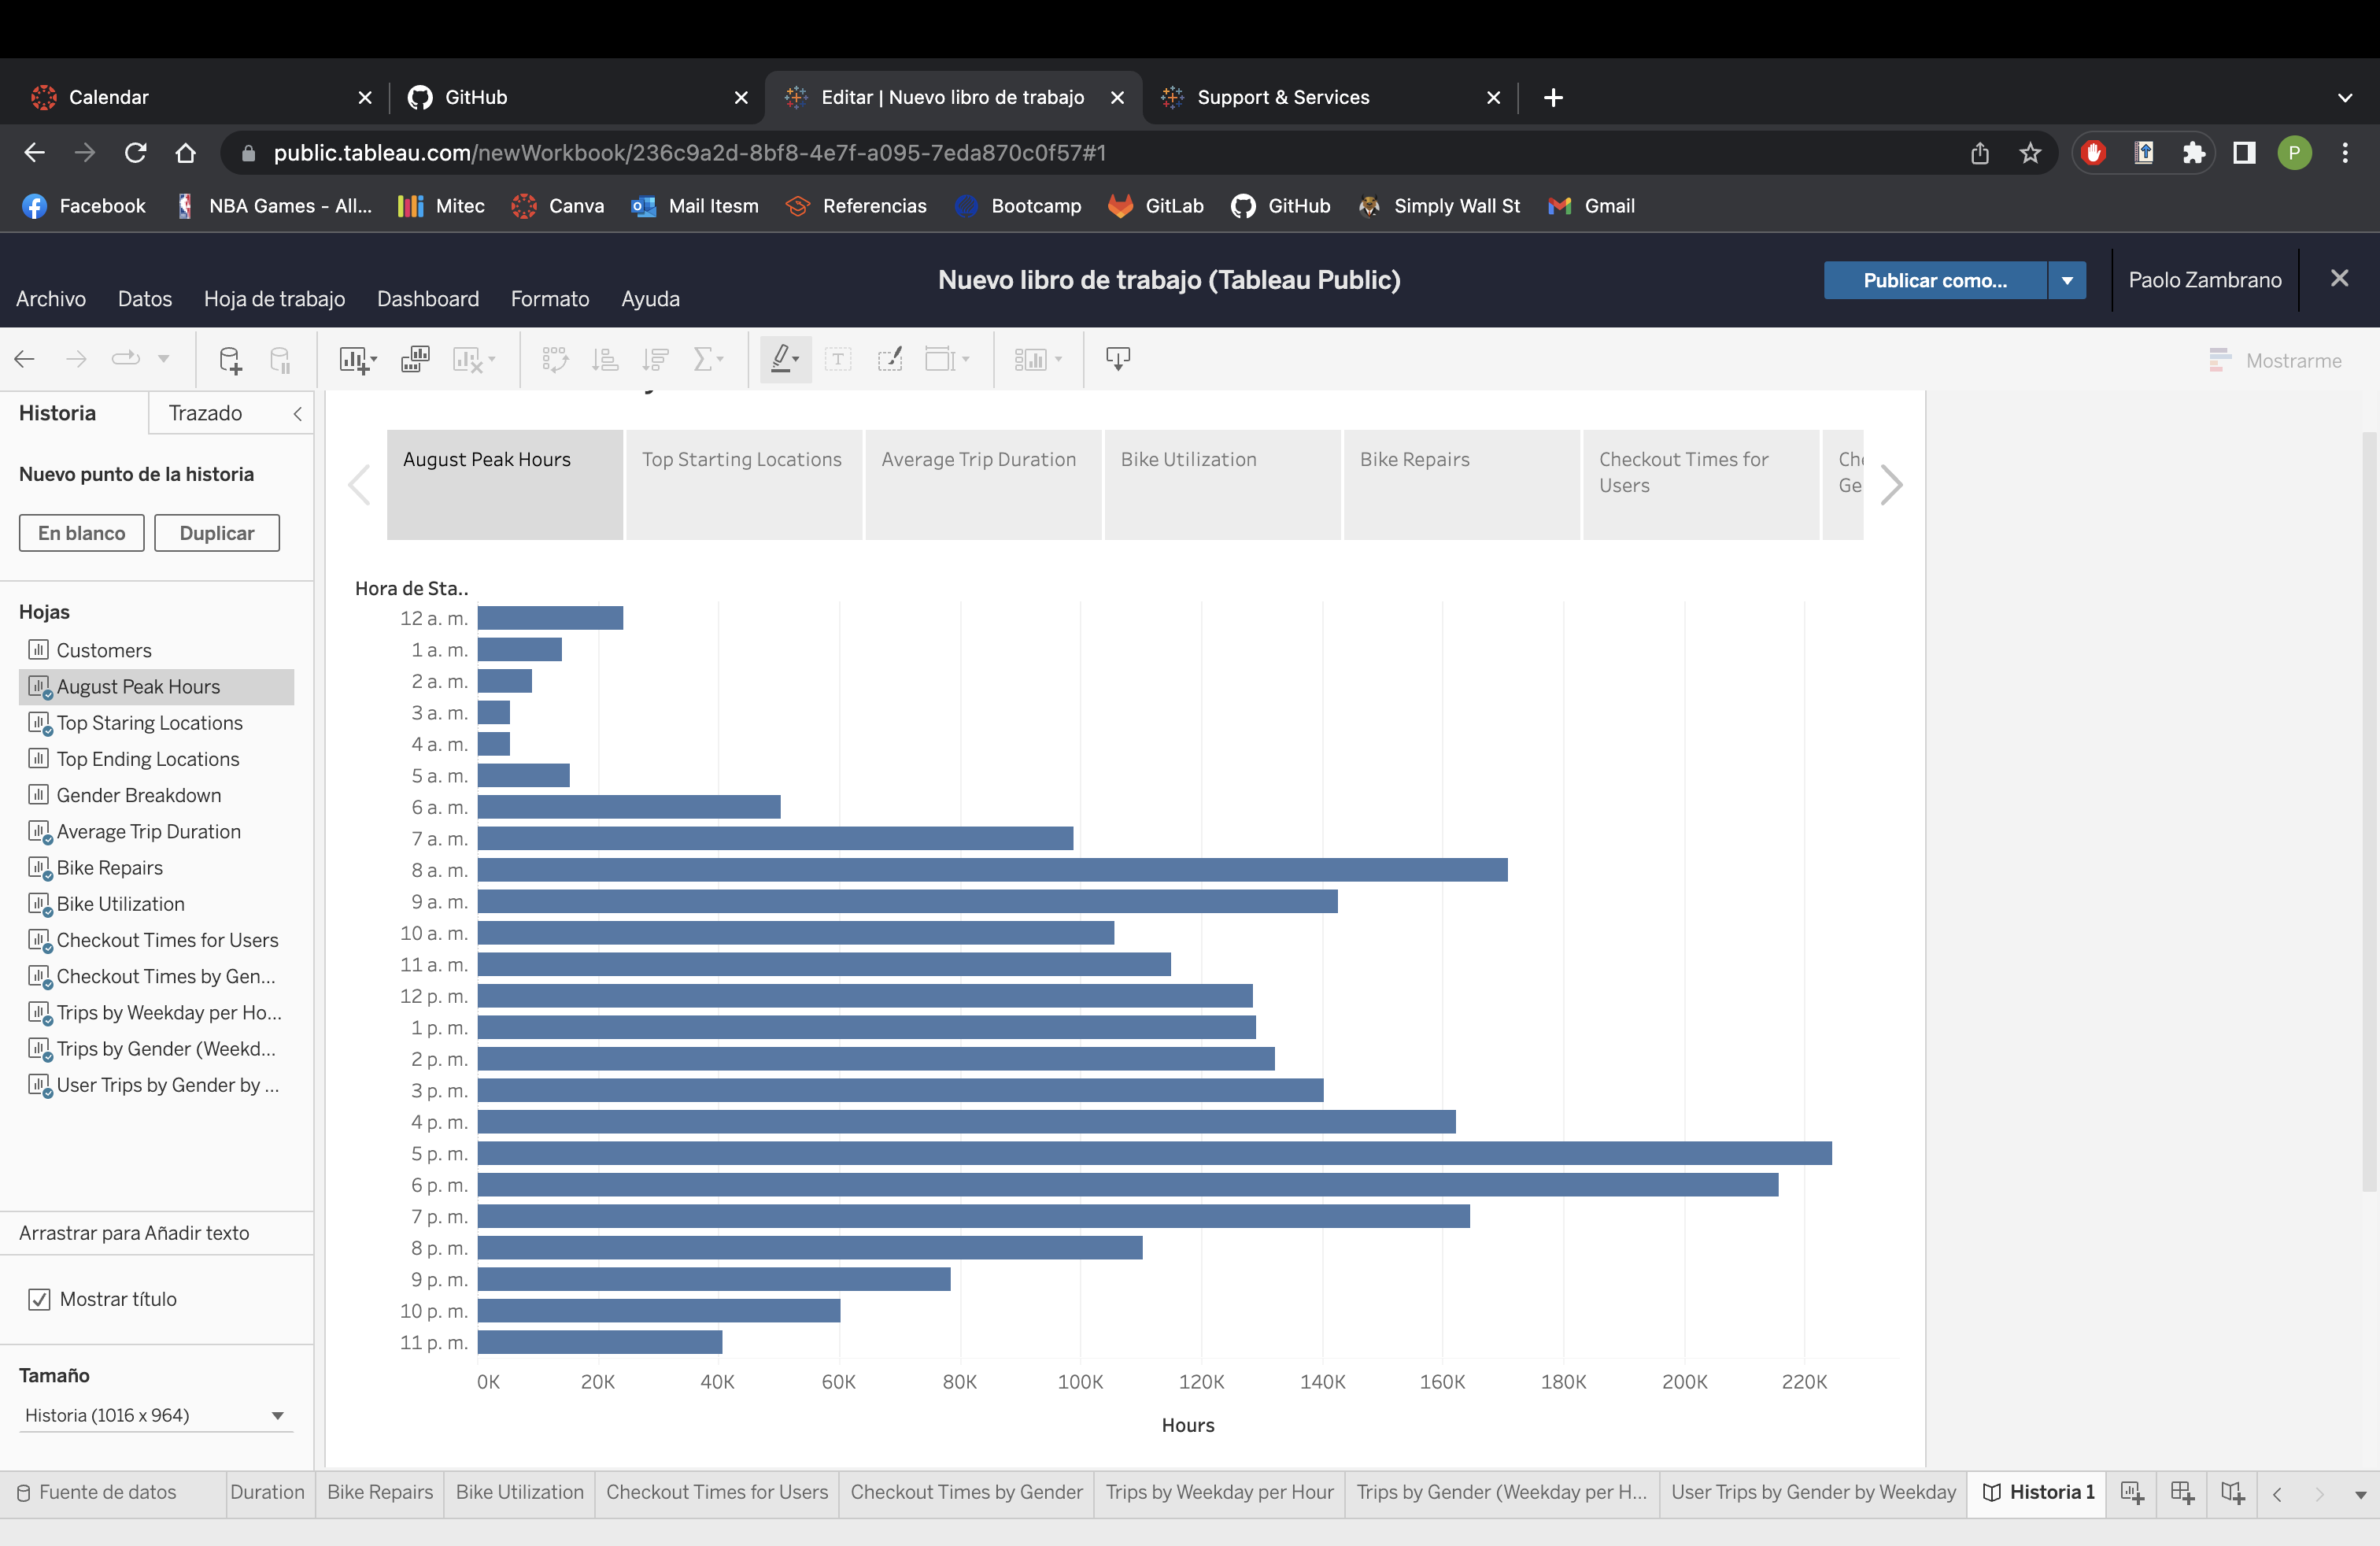 Calendar
GitHub
Editar | Nuevo libro de trabajo
Support & Services
public.tableau.com/newWorkbook/236c9a2d-8bf8-4e7f-a095-7eda870c0f57#1
P
Facebook
NBA Games - All...
Mitec
Canva
Mail Itesm
Referencias
Bootcamp
GitLab
GitHub
Simply Wall St
Gmail
Nuevo libro de trabajo (Tableau Public)
Publicar como...
Paolo Zambrano
Archivo
Datos
Hoja de trabajo
Dashboard
Formato
Ayuda
Mostrarme
Historia
Trazado
Nuevo punto de la historia
En blanco
Duplicar
Hojas
Customers
August Peak Hours
Top Staring Locations
Top Ending Locations
Gender Breakdown
Average Trip Duration
Bike Repairs
Bike Utilization
Checkout Times for Users
Checkout Times by Gen...
Trips by Weekday per Ho...
Trips by Gender (Weekd...
User Trips by Gender by ...
Arrastrar para Añadir texto
Mostrar título
Tamaño
Historia (1016 x 964)
August Peak Hours
Top Starting Locations
Average Trip Duration
Bike Utilization
Bike Repairs
Checkout Times for
Users
Hora de Sta..
12 a. m.
1 a. m.
2 a. m.
3 a. m.
4 a. m.
5 a. m.
6 a. m.
7 a. m.
8 a. m.
9 a. m.
10 a. m.
11 a. m.
12 p. m.
1 p. m.
2 p. m.
3 p. m.
4 p. m.
5 p. m.
6 p. m.
7 p. m.
8 p. m.
9 p. m.
10 p. m.
11 p. m.
0K 20K 40K 60K 80K 100K 120K 140K 160K 180K 200K 220K
Hours
Fuente de datos
Duration
Bike Repairs
Bike Utilization
Checkout Times for Users
Checkout Times by Gender
Trips by Weekday per Hour
Trips by Gender (Weekday per H...
User Trips by Gender by Weekday
Historia 1